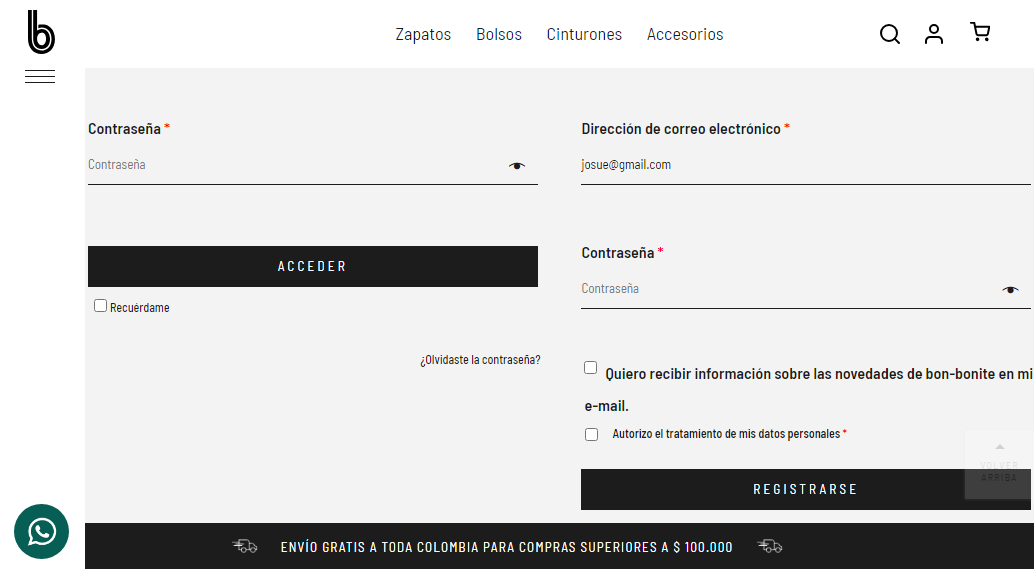 b
Zapatos Bolsos Cinturones Accesorios
Contraseña *
Contraseña
ACCEDER
Recuérdame
¿Olvidaste la contraseña?
Dirección de correo electrónico *
josue@gmail.com
Contraseña *
Contraseña
Quiero recibir información sobre las novedades de bon-bonite en mi
e-mail.
Autorizo el tratamiento de mis datos personales *
REGISTRARSE
VOLVER
ARRIBA
ENVÍO GRATIS A TODA COLOMBIA PARA COMPRAS SUPERIORES A $ 100.000